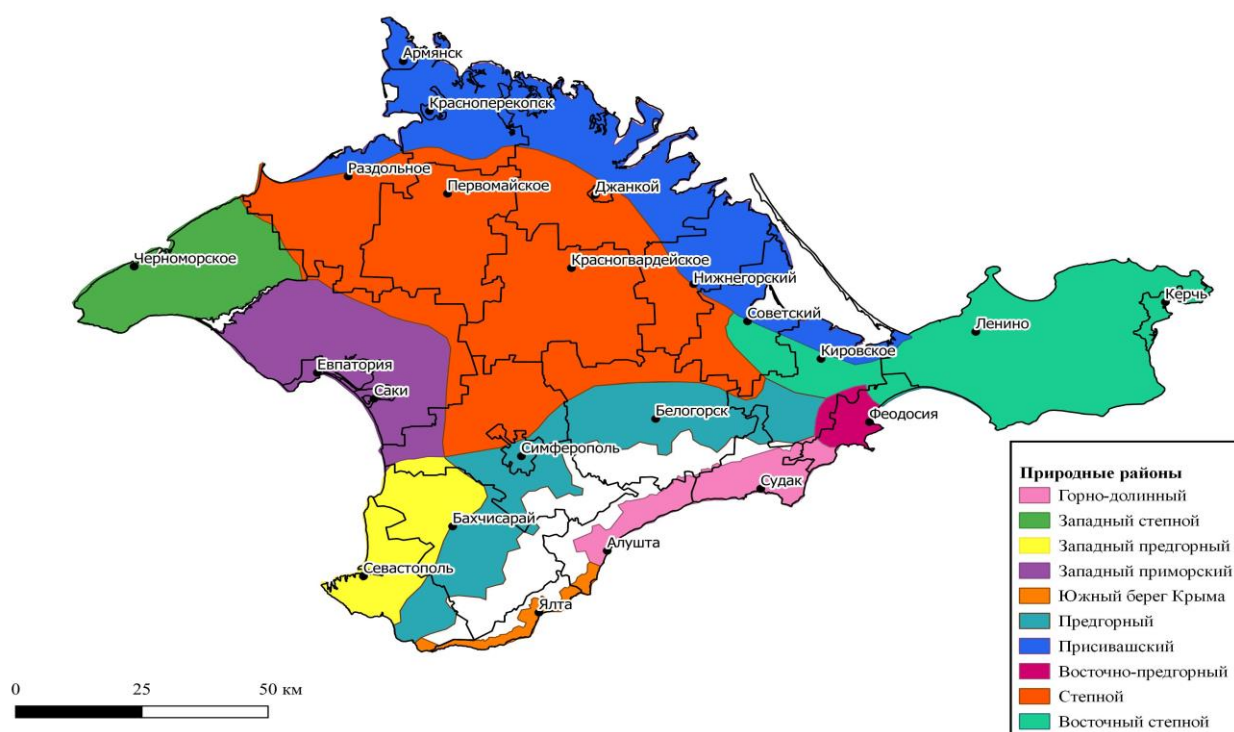 Армянск
Красноперекопск
Раздольное
Первомайское
Джанкой
Черноморское
Красногвардейское
Нижнегорский
Керчь
Советский
Ленино
Кировское
Евпатория
Саки
Белогорск
Феодосия
Симферополь
Судак
Бахчисарай
Алушта
Севастополь
Ялта
Природные районы
Горно-долинный
Западный степной
Западный предгорный
Западный приморский
Южный берег Крыма
Предгорный
Присивашский
Восточно-предгорный
Степной
Восточный степной
0 25 50 км